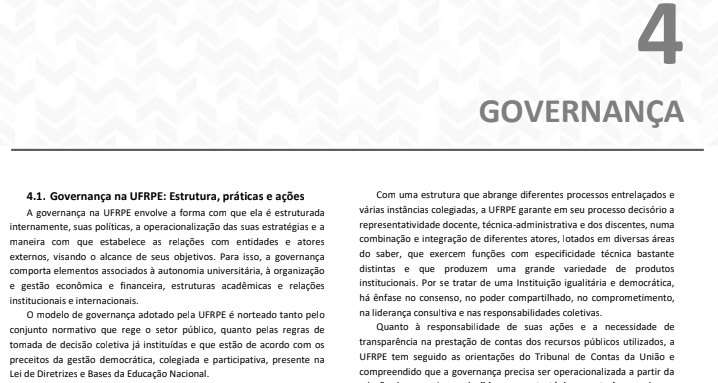 4
GOVERNANÇA
4.1. Governança na UFRPE: Estrutura, práticas e ações
A governança na UFRPE envolve a forma com que ela é estruturada
internamente, suas políticas, a operacionalização das suas estratégias e a
maneira com que estabelece as relações com entidades e atores
externos, visando o alcance de seus objetivos. Para isso, a governança
comporta elementos associados à autonomia universitária, à organização
e gestão econômica e financeira, estruturas acadêmicas e relações
institucionais e internacionais.
O modelo de governança adotado pela UFRPE é norteado tanto pelo
conjunto normativo que rege o setor público, quanto pelas regras de
tomada de decisão coletiva já instituídas e que estão de acordo com os
preceitos da gestão democrática, colegiada e participativa, presente na
Lei de Diretrizes e Bases da Educação Nacional.
Com uma estrutura que abrange diferentes processos entrelaçados e
várias instâncias colegiadas, a UFRPE garante em seu processo decisório a
representatividade docente, técnica-administrativa e dos discentes, numa
combinação e integração de diferentes atores, lotados em diversas áreas
do saber, que exercem funções com especificidade técnica bastante
distintas e que produzem uma grande variedade de produtos
institucionais. Por se tratar de uma Instituição igualitária e democrática,
há ênfase no consenso, no poder compartilhado, no comprometimento,
na liderança consultiva e nas responsabilidades coletivas.
Quanto à responsabilidade de suas ações e a necessidade de
transparência na prestação de contas dos recursos públicos utilizados, a
UFRPE tem seguido as orientações do Tribunal de Contas da União e
compreendido que a governança precisa ser operacionalizada a partir da